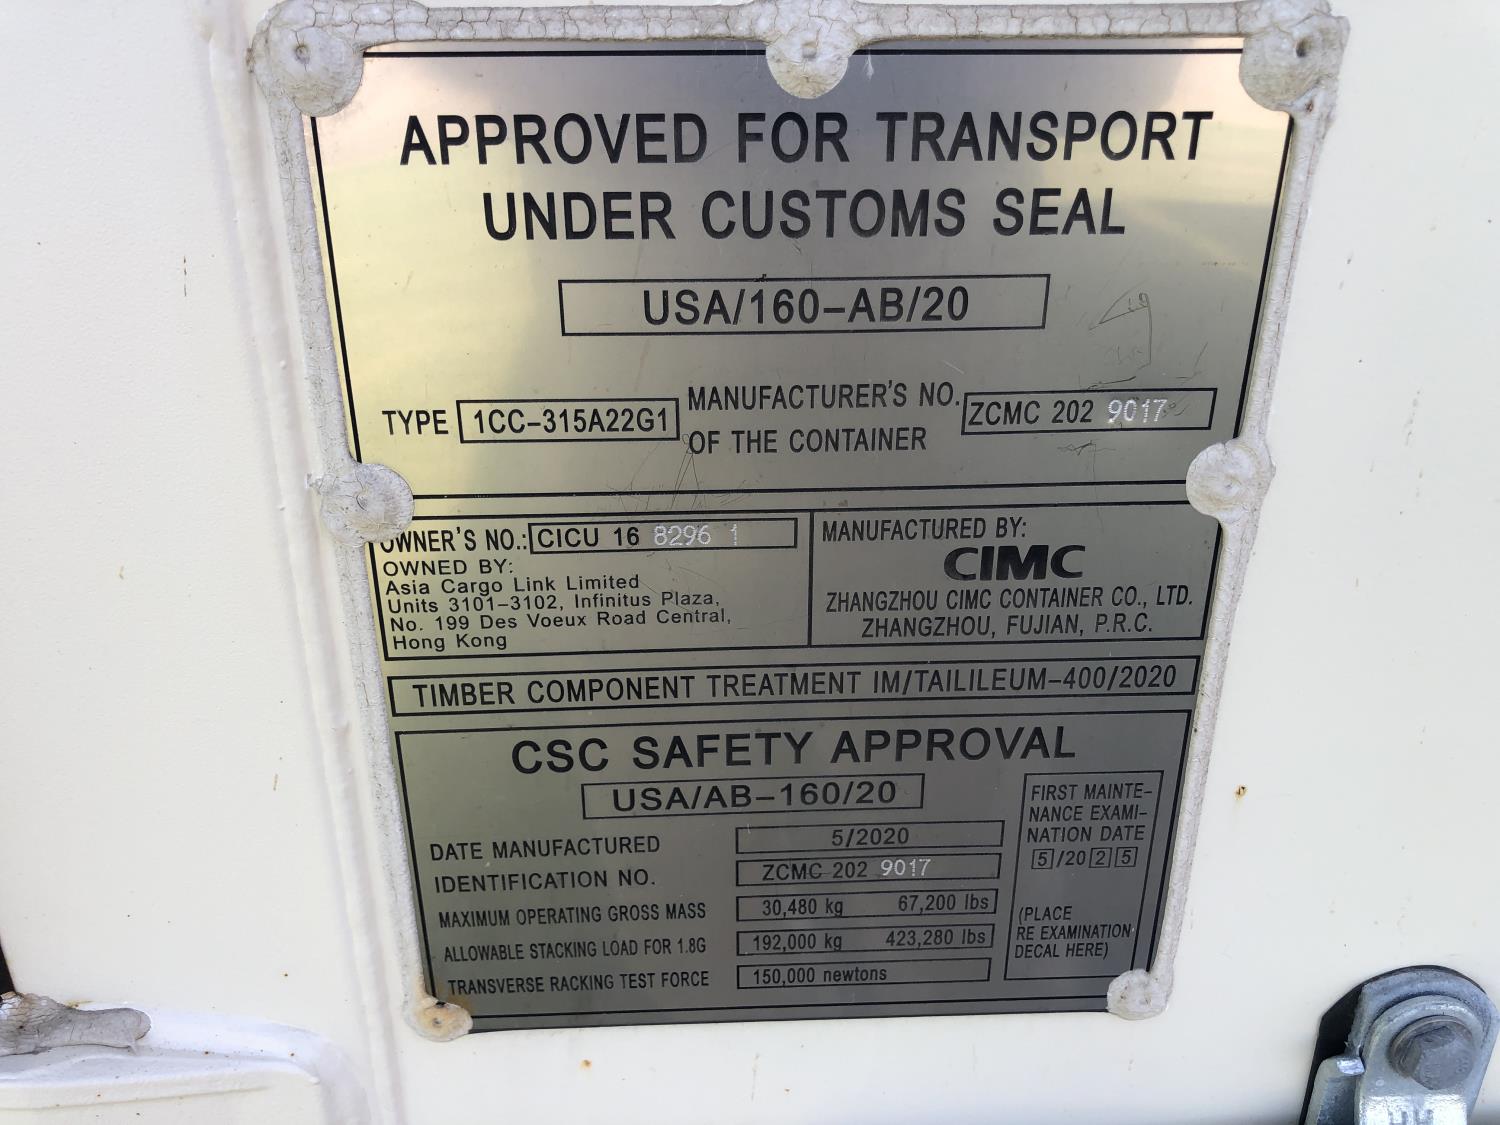 APPROVED FOR TRANSPORT
UNDER CUSTOMS SEAL
USA/160-AB/20
TYPE 1CC-315A22G1
MANUFACTURER'S NO.
OF THE CONTAINER
ZCMC 202 9017
OWNER'S NO.: CICU 16 8296 1
OWNED BY:
Asia Cargo Link Limited
Units 3101-3102, Infinitus Plaza,
No. 199 Des Voeux Road Central,
Hong Kong
MANUFACTURED BY:
CIMC
ZHANGZHOU CIMC CONTAINER CO., LTD.
ZHANGZHOU, FUJIAN, P.R.C.
TIMBER COMPONENT TREATMENT IM/TAILILEUM-400/2020
CSC SAFETY APPROVAL
USA/AB-160/20
DATE MANUFACTURED 5/2020
IDENTIFICATION NO. ZCMC 202 9017
MAXIMUM OPERATING GROSS MASS 30,480 kg 67,200 lbs
ALLOWABLE STACKING LOAD FOR 1.8G 192,000 kg 423,280 lbs
TRANSVERSE RACKING TEST FORCE 150,000 newtons
FIRST MAINTE-
NANCE EXAMI-
NATION DATE
5/2025
(PLACE
RE EXAMINATION
DECAL HERE)